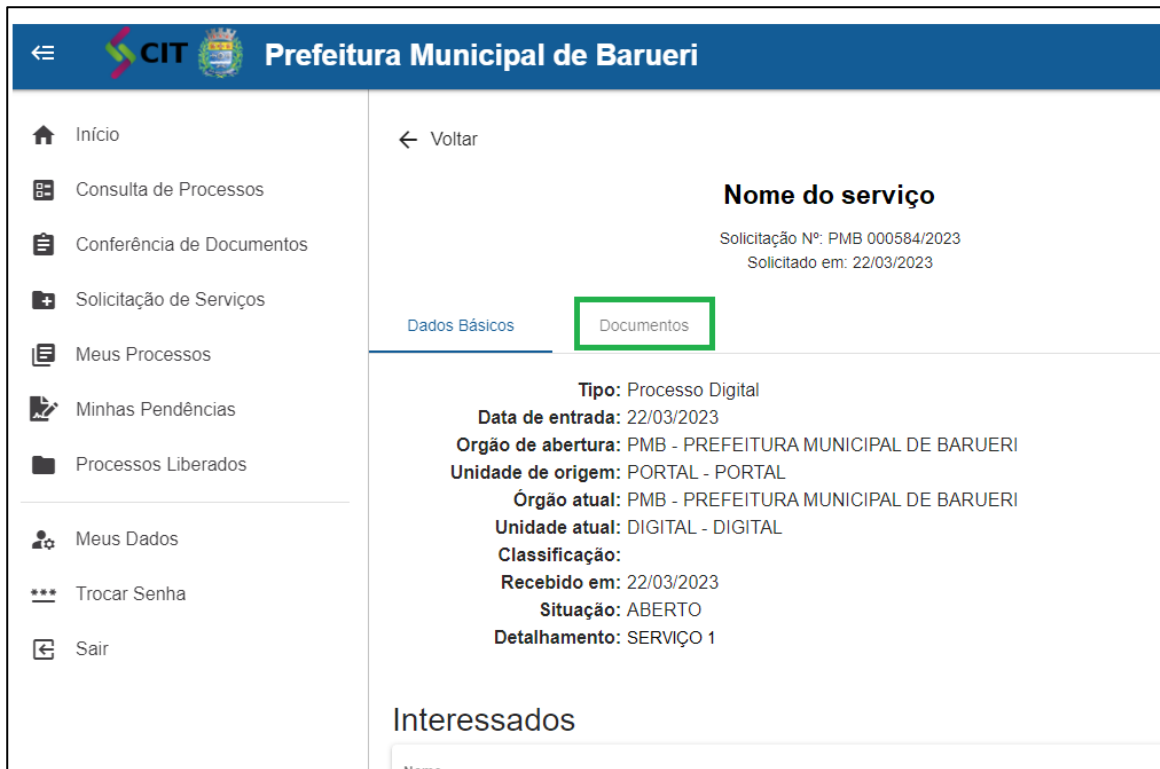 CIT Prefeitura Municipal de Barueri
Início
Consulta de Processos
Conferência de Documentos
Solicitação de Serviços
Meus Processos
Minhas Pendências
Processos Liberados
Meus Dados
Trocar Senha
Sair
Voltar
Nome do serviço
Solicitação Nº: PMB 000584/2023
Solicitado em: 22/03/2023
Dados Básicos Documentos
Tipo: Processo Digital
Data de entrada: 22/03/2023
Orgão de abertura: PMB - PREFEITURA MUNICIPAL DE BARUERI
Unidade de origem: PORTAL - PORTAL
Órgão atual: PMB - PREFEITURA MUNICIPAL DE BARUERI
Unidade atual: DIGITAL - DIGITAL
Classificação:
Recebido em: 22/03/2023
Situação: ABERTO
Detalhamento: SERVIÇO 1
Interessados
Nome